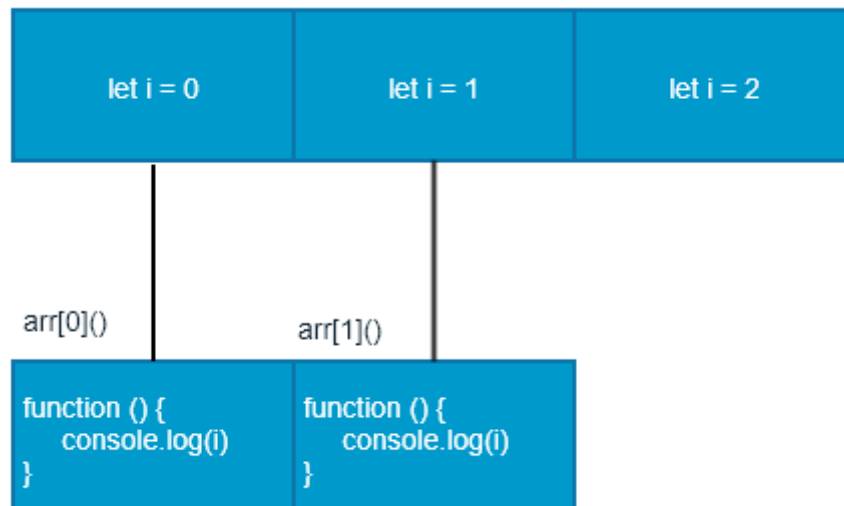 let i = 0
let i = 1
let i = 2
arr[0]()
arr[1]()
function () {
console.log(i)
}
function () {
console.log(i)
}